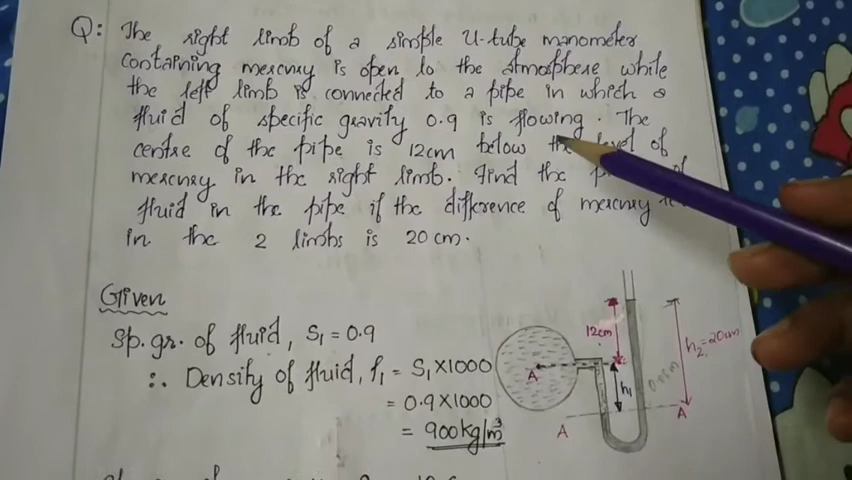 Q: The right limb of a simple U-tube manometer
containing mercury is open to the atmosphere while
the left limb is connected to a pipe in which a
fluid of specific gravity 0.9 is flowing. The
centre of the pipe is 12cm below the level of
mercury in the right limb. Find the of
fluid in the pipe if the difference of mercury
in the 2 limbs is 20 cm.
Given
Sp. gr. of fluid, S₁ = 0.9
∴ Density of fluid, ρ₁ = S₁ × 1000
= 0.9 × 1000
= 900 kg/m³
12cm
h₂ = 20cm
A
h₁
A
A